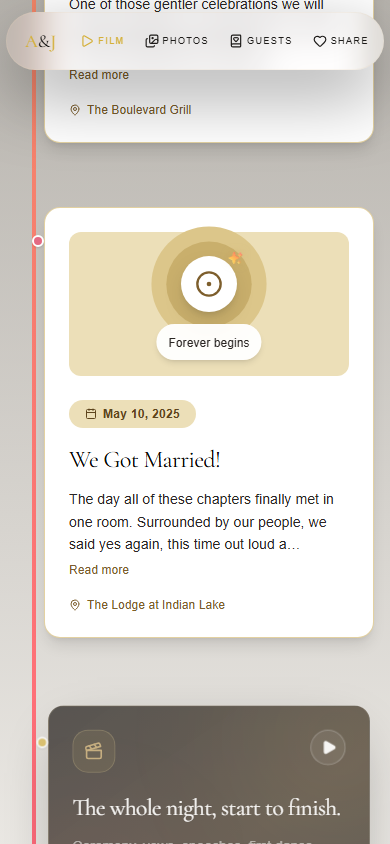 One of those gentler celebrations we will
A&J FILM PHOTOS GUESTS SHARE
Read more
The Boulevard Grill
Forever begins
May 10, 2025
We Got Married!
The day all of these chapters finally met in
one room. Surrounded by our people, we
said yes again, this time out loud a…
Read more
The Lodge at Indian Lake
The whole night, start to finish.